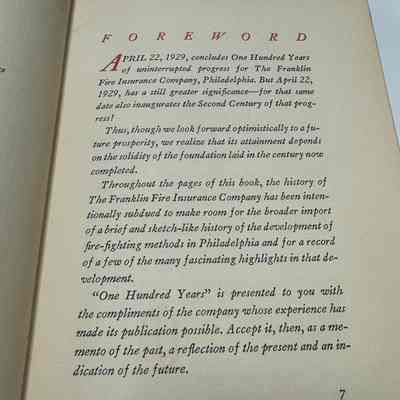 FOREWORD
APRIL 22, 1929, concludes One Hundred Years
of uninterrupted progress for The Franklin
Fire Insurance Company, Philadelphia. But April 22,
1929, has a still greater significance—for that same
date also inaugurates the Second Century of that prog-
ress!
Thus, though we look forward optimistically to a fu-
ture prosperity, we realize that its attainment depends
on the solidity of the foundation laid in the century now
completed.
Throughout the pages of this book, the history of
The Franklin Fire Insurance Company has been inten-
tionally subdued to make room for the broader import
of a brief and sketch-like history of the development of
fire-fighting methods in Philadelphia and for a record
of a few of the many fascinating highlights in that de-
velopment.
"One Hundred Years" is presented to you with
the compliments of the company whose experience has
made its publication possible. Accept it, then, as a me-
mento of the past, a reflection of the present and an in-
dication of the future.
7